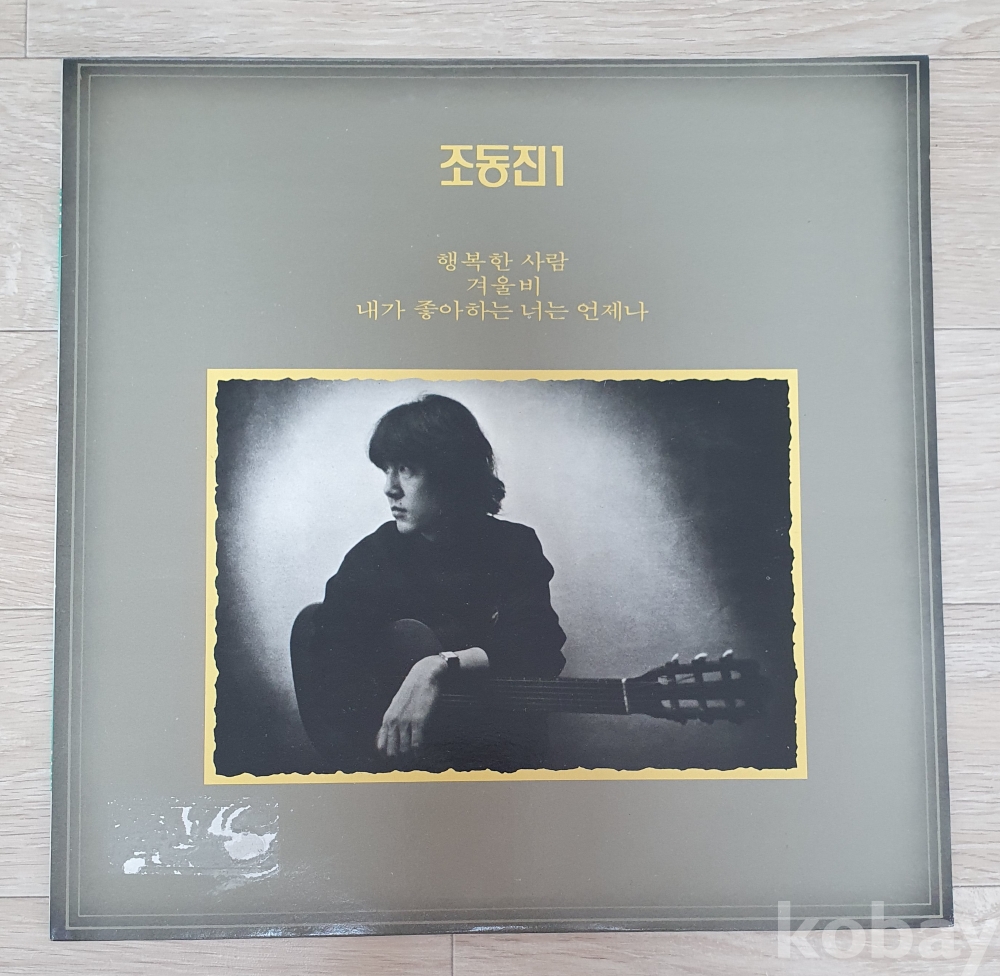 조동진1
행복한 사람
겨울비
내가 좋아하는 너는 언제나
kobay